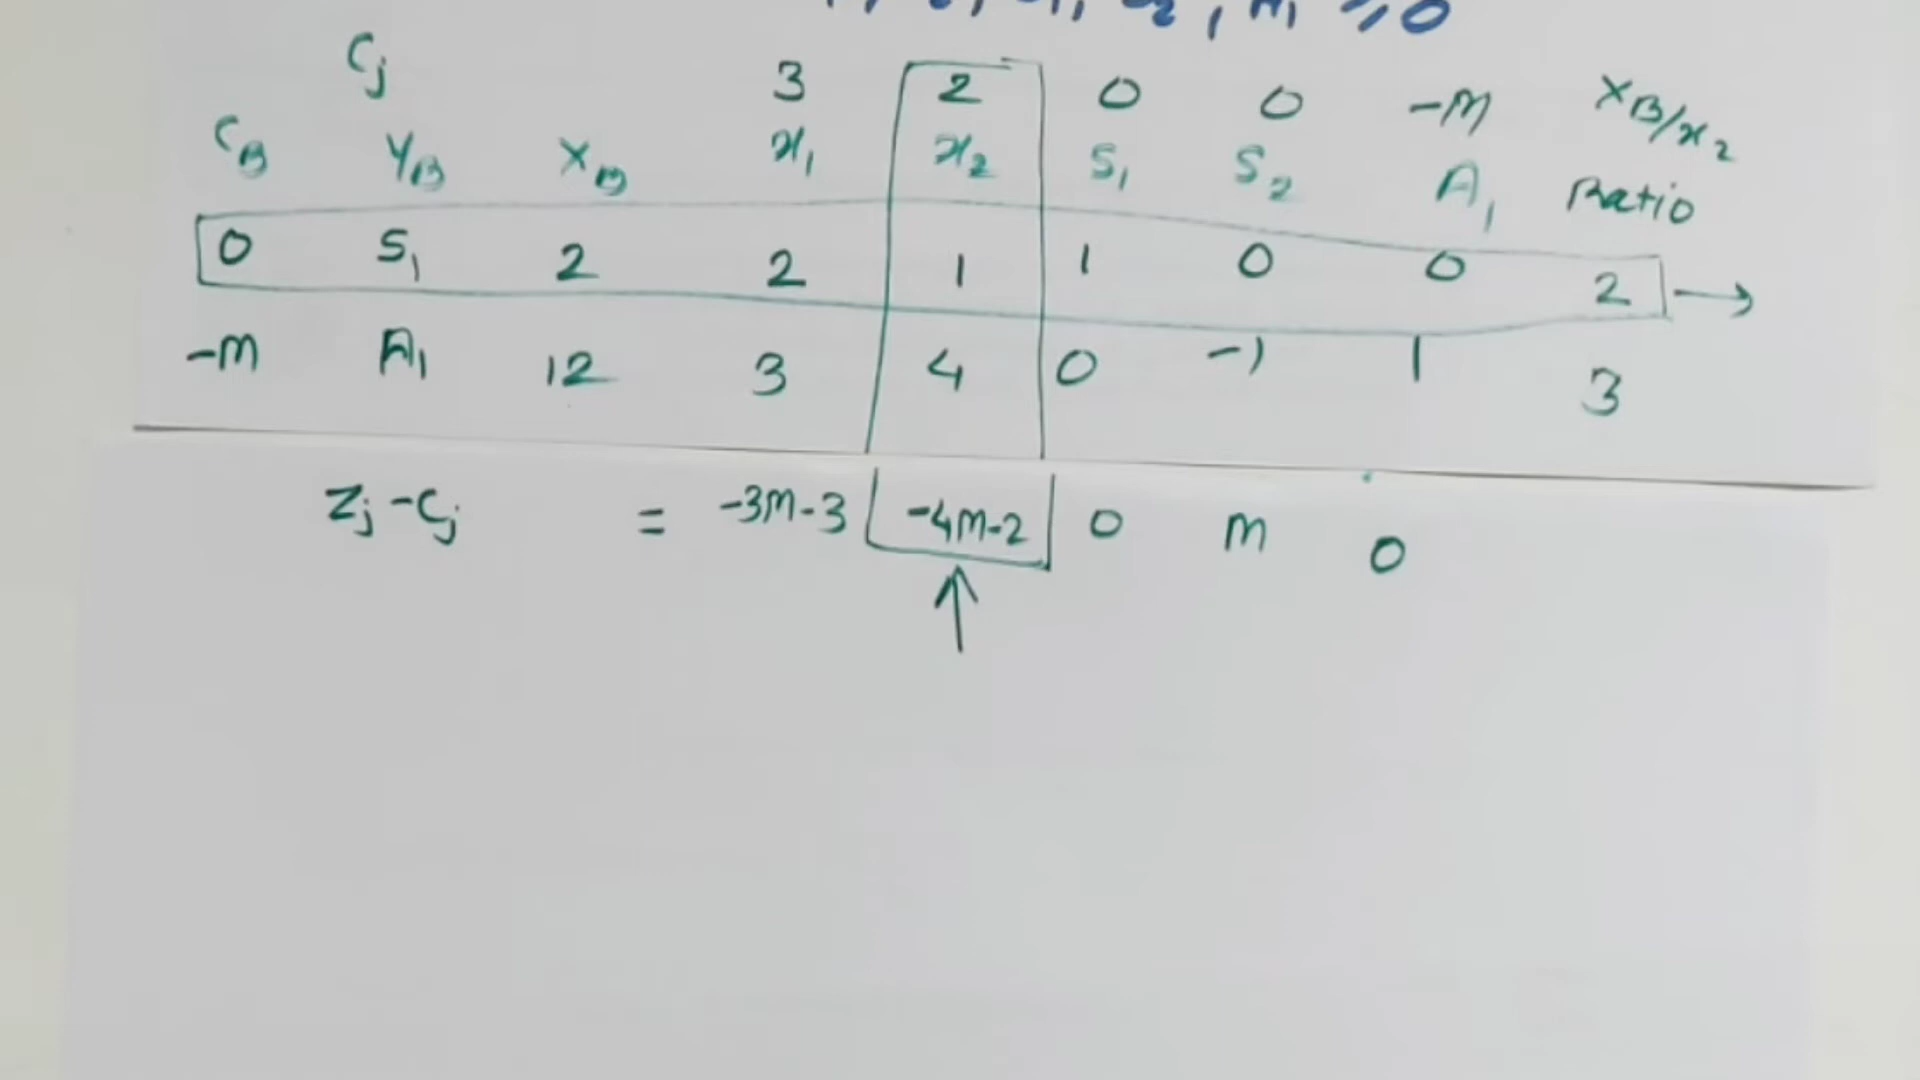 ≥0
Cj 3 2 0 0 -M XB/x2
CB YB XB x1 x2 S1 S2 A1 Ratio
0 S1 2 2 1 1 0 0 2 →
-M A1 12 3 4 0 -1 1 3
Zj -Cj = -3M-3 -4M-2 0 M 0